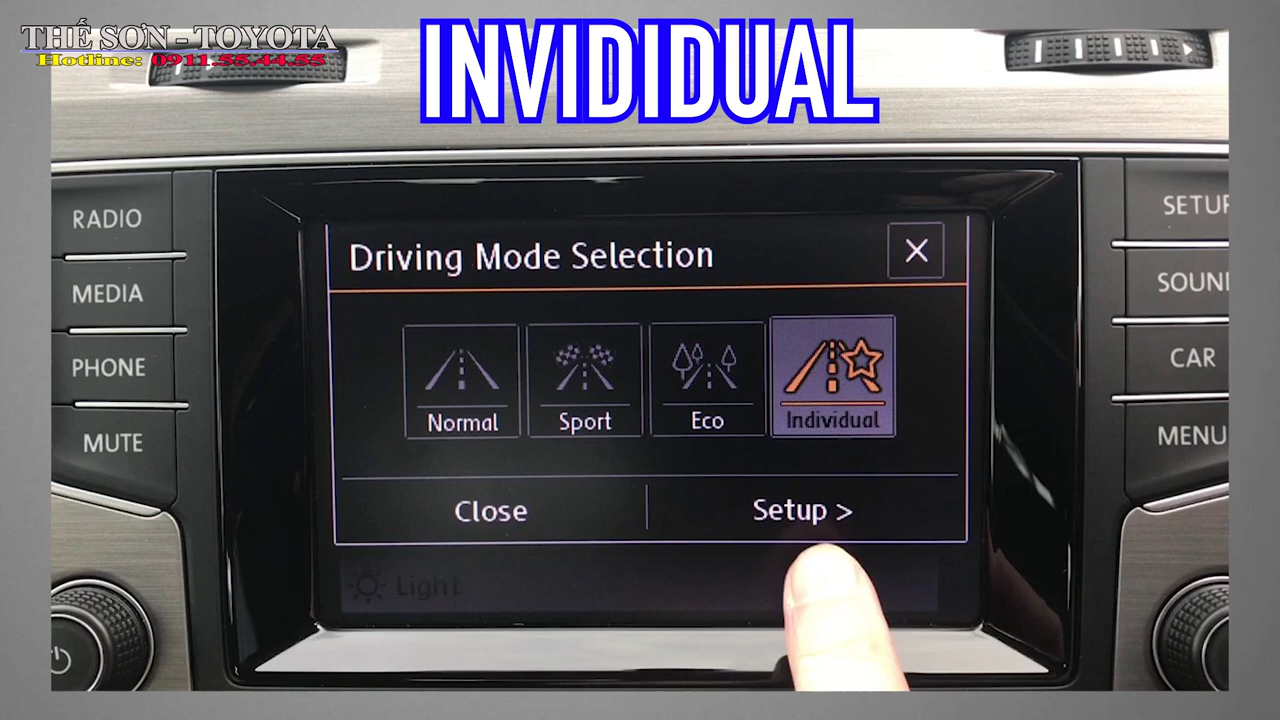 THẾ SƠN - TOYOTA
Hotline: 0911.55.44.55
INVIDIDUAL
RADIO
MEDIA
PHONE
MUTE
Driving Mode Selection
X
Normal
Sport
Eco
Individual
Close
Setup >
Light
SETUP
SOUND
CAR
MENU